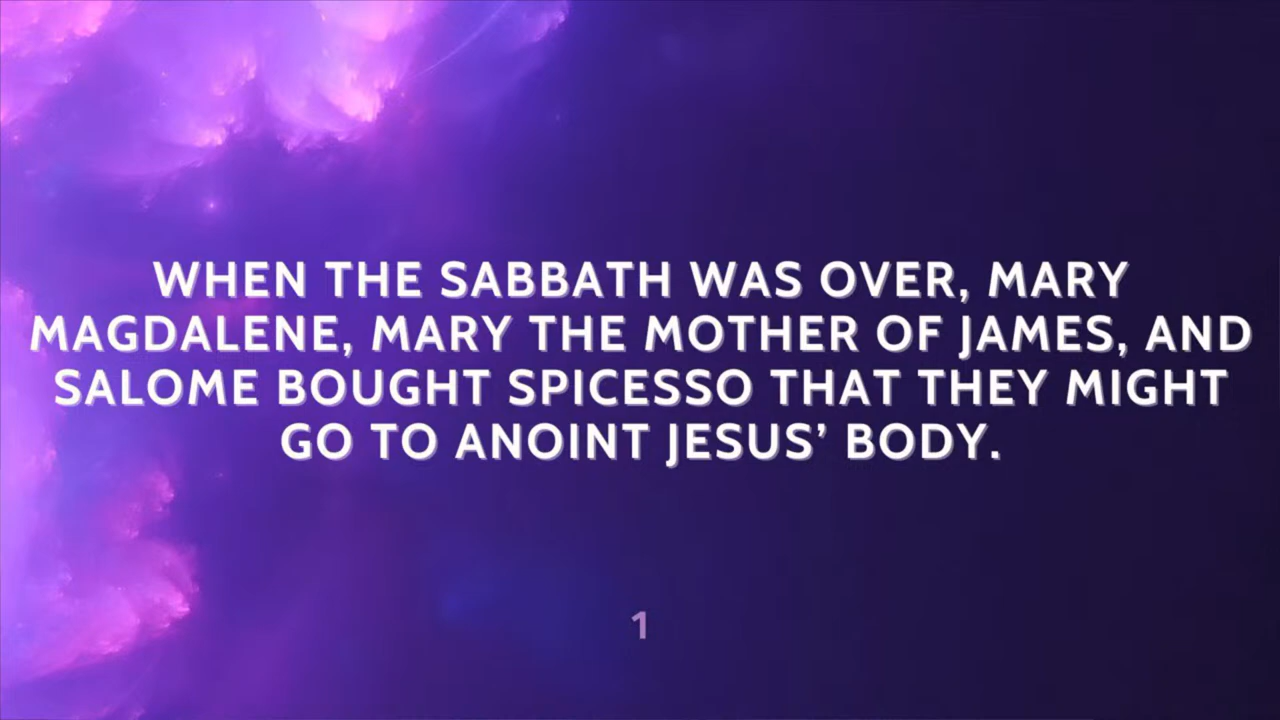 WHEN THE SABBATH WAS OVER, MARY
MAGDALENE, MARY THE MOTHER OF JAMES, AND
SALOME BOUGHT SPICESSO THAT THEY MIGHT
GO TO ANOINT JESUS’ BODY.
1